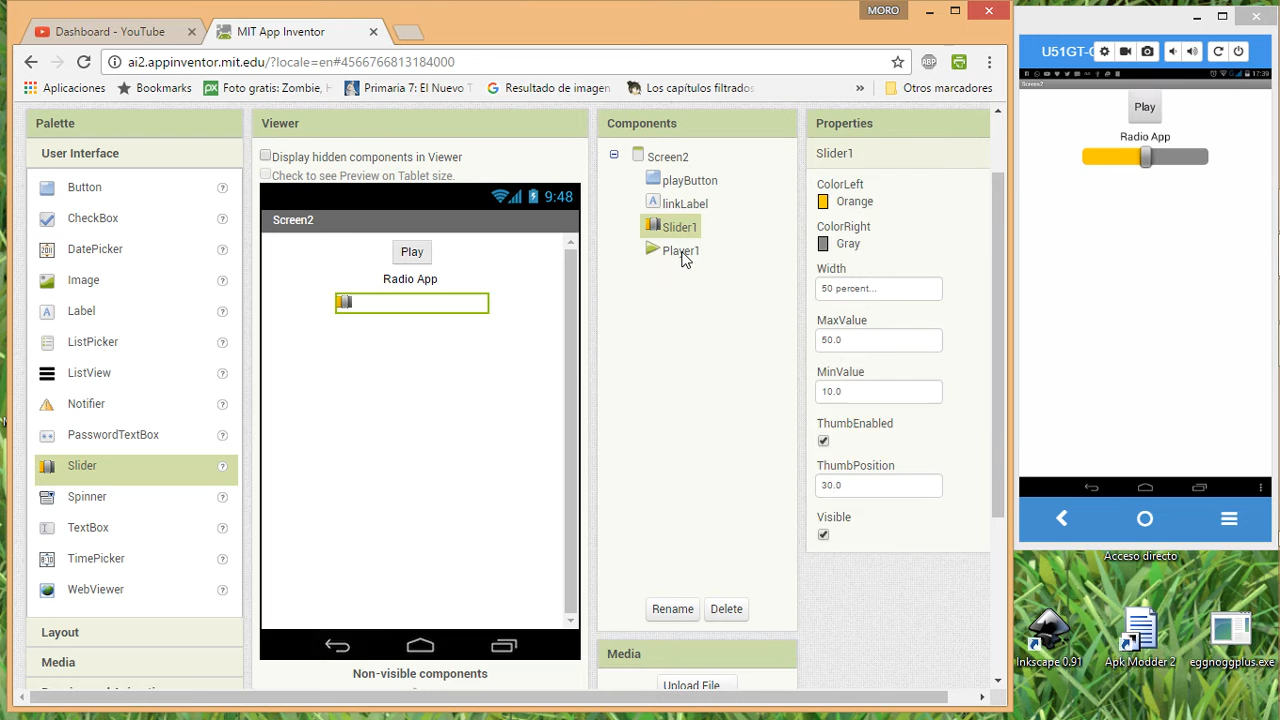 MORO
Dashboard - YouTube
MIT App Inventor
ai2.appinventor.mit.edu/?locale=en#4566766813184000
ABP
Aplicaciones
Bookmarks
Foto gratis: Zombie,
Primaria 7: El Nuevo T
Resultado de imagen
Los capítulos filtrados
»
Otros marcadores
Palette
User Interface
Button
CheckBox
DatePicker
Image
Label
ListPicker
ListView
Notifier
PasswordTextBox
Slider
Spinner
TextBox
TimePicker
WebViewer
Layout
Media
Viewer
Display hidden components in Viewer
Check to see Preview on Tablet size.
9:48
Screen2
Play
Radio App
Non-visible components
Components
Screen2
playButton
linkLabel
Slider1
Player1
Rename
Delete
Media
Upload File
Properties
Slider1
ColorLeft
Orange
ColorRight
Gray
Width
50 percent...
MaxValue
50.0
MinValue
10.0
ThumbEnabled
ThumbPosition
30.0
Visible
U51GT-
17:39
Screen2
Play
Radio App
Acceso directo
Inkscape 0.91
Apk Modder 2
eggnoggplus.exe